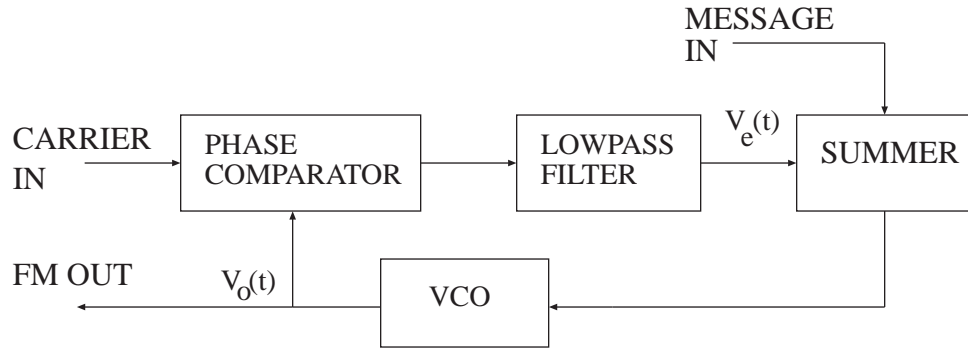 MESSAGE
IN
CARRIER
IN
PHASE
COMPARATOR
LOWPASS
FILTER
V_e(t)
SUMMER
FM OUT
V_o(t)
VCO